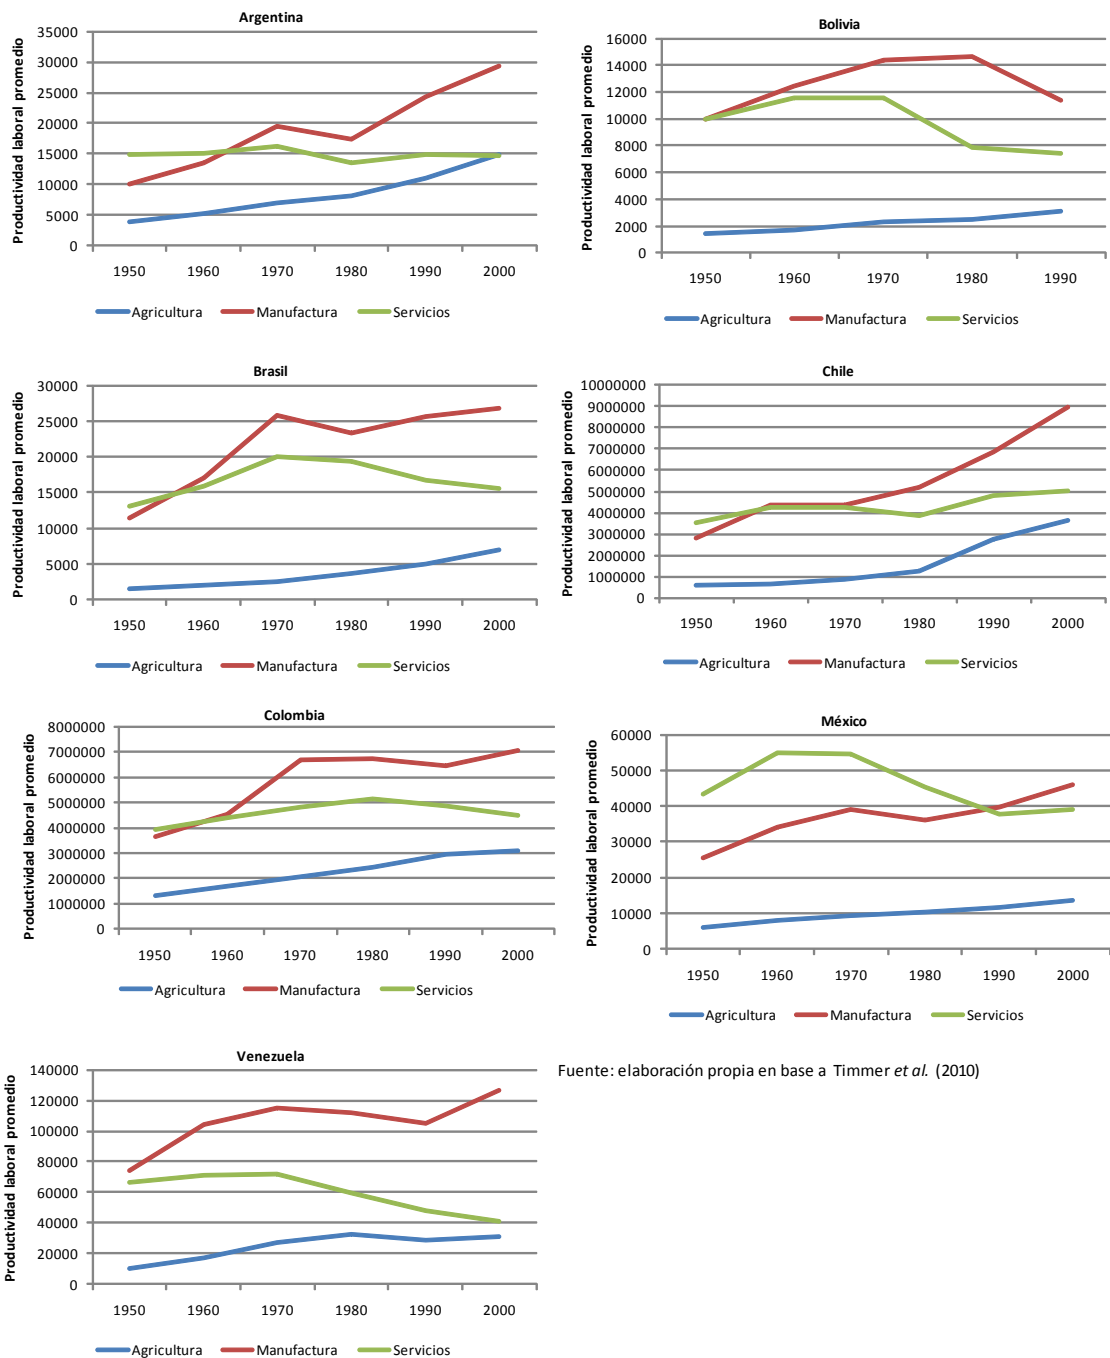 Argentina
Productividad laboral promedio
35000
30000
25000
20000
15000
10000
5000
0
1950 1960 1970 1980 1990 2000
Agricultura Manufactura Servicios
Bolivia
Productividad laboral promedio
16000
14000
12000
10000
8000
6000
4000
2000
0
1950 1960 1970 1980 1990
Agricultura Manufactura Servicios
Brasil
Productividad laboral promedio
30000
25000
20000
15000
10000
5000
0
1950 1960 1970 1980 1990 2000
Agricultura Manufactura Servicios
Chile
Productividad laboral promedio
10000000
9000000
8000000
7000000
6000000
5000000
4000000
3000000
2000000
1000000
0
1950 1960 1970 1980 1990 2000
Agricultura Manufactura Servicios
Colombia
Productividad laboral promedio
8000000
7000000
6000000
5000000
4000000
3000000
2000000
1000000
0
1950 1960 1970 1980 1990 2000
Agricultura Manufactura Servicios
México
Productividad laboral promedio
60000
50000
40000
30000
20000
10000
0
1950 1960 1970 1980 1990 2000
Agricultura Manufactura Servicios
Venezuela
Productividad laboral promedio
140000
120000
100000
80000
60000
40000
20000
0
1950 1960 1970 1980 1990 2000
Agricultura Manufactura Servicios
Fuente: elaboración propia en base a Timmer et al. (2010)